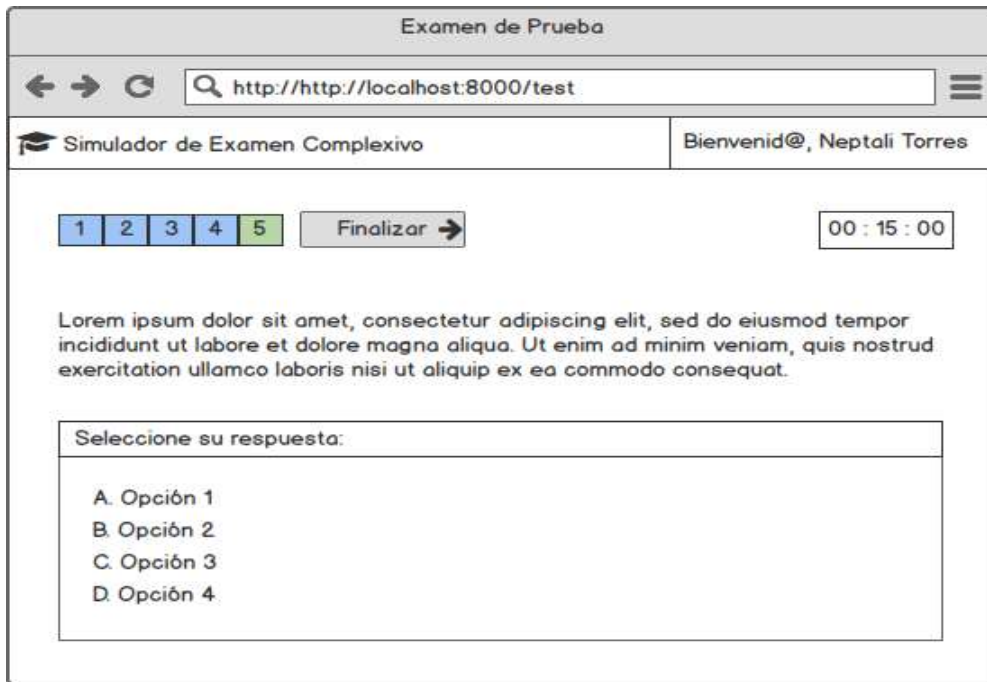 Examen de Prueba
http://http://localhost:8000/test
Simulador de Examen Complexivo
Bienvenid@, Neptali Torres
1 2 3 4 5 Finalizar 00 : 15 : 00
Lorem ipsum dolor sit amet, consectetur adipiscing elit, sed do eiusmod tempor
incididunt ut labore et dolore magna aliqua. Ut enim ad minim veniam, quis nostrud
exercitation ullamco laboris nisi ut aliquip ex ea commodo consequat.
Seleccione su respuesta:
A. Opción 1
B. Opción 2
C. Opción 3
D. Opción 4